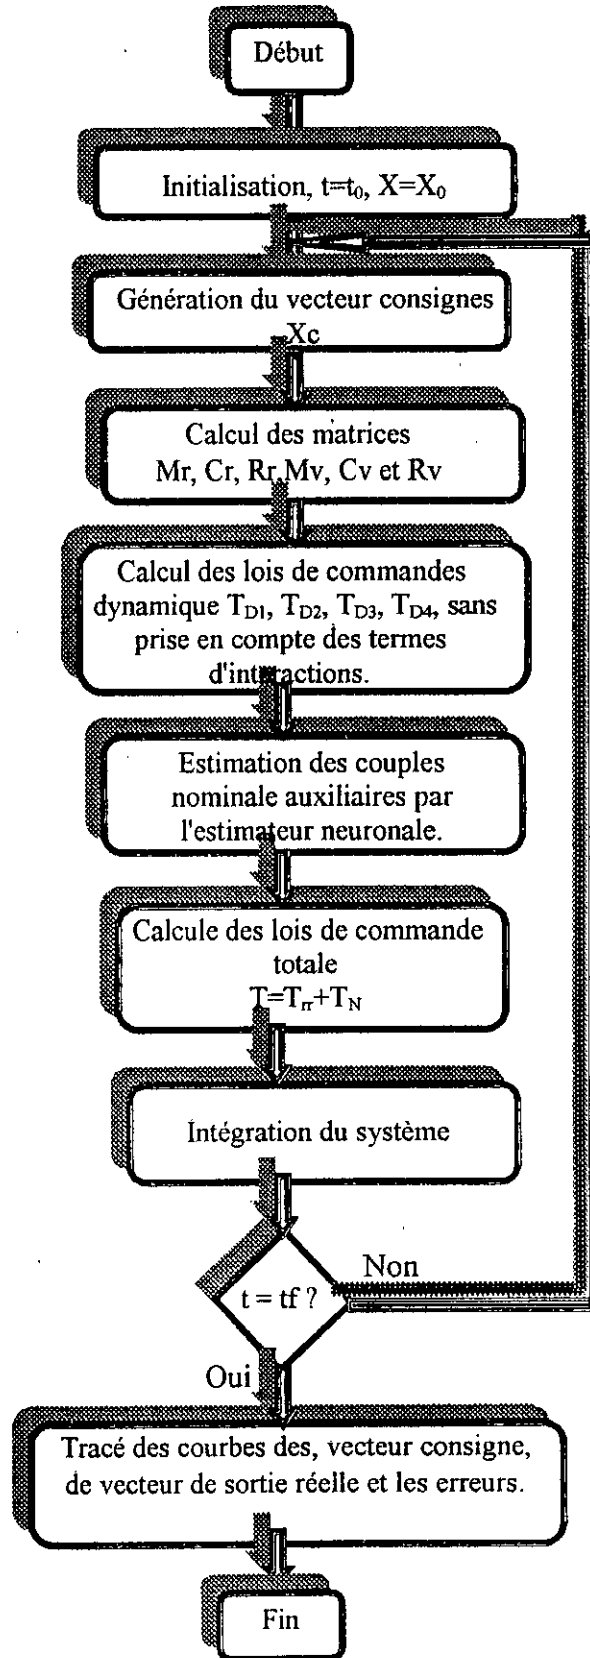 Début
Initialisation, t=t₀, X=X₀
Génération du vecteur consignes
Xc
Calcul des matrices
Mr, Cr, Rr,Mv, Cv et Rv
Calcul des lois de commandes
dynamique T_D1, T_D2, T_D3, T_D4, sans
prise en compte des termes
d'interactions.
Estimation des couples
nominale auxiliaires par
l'estimateur neuronale.
Calcule des lois de commande
totale
T=T_rr+T_N
Intégration du système
Non
t = tf ?
Oui
Tracé des courbes des, vecteur consigne,
de vecteur de sortie réelle et les erreurs.
Fin